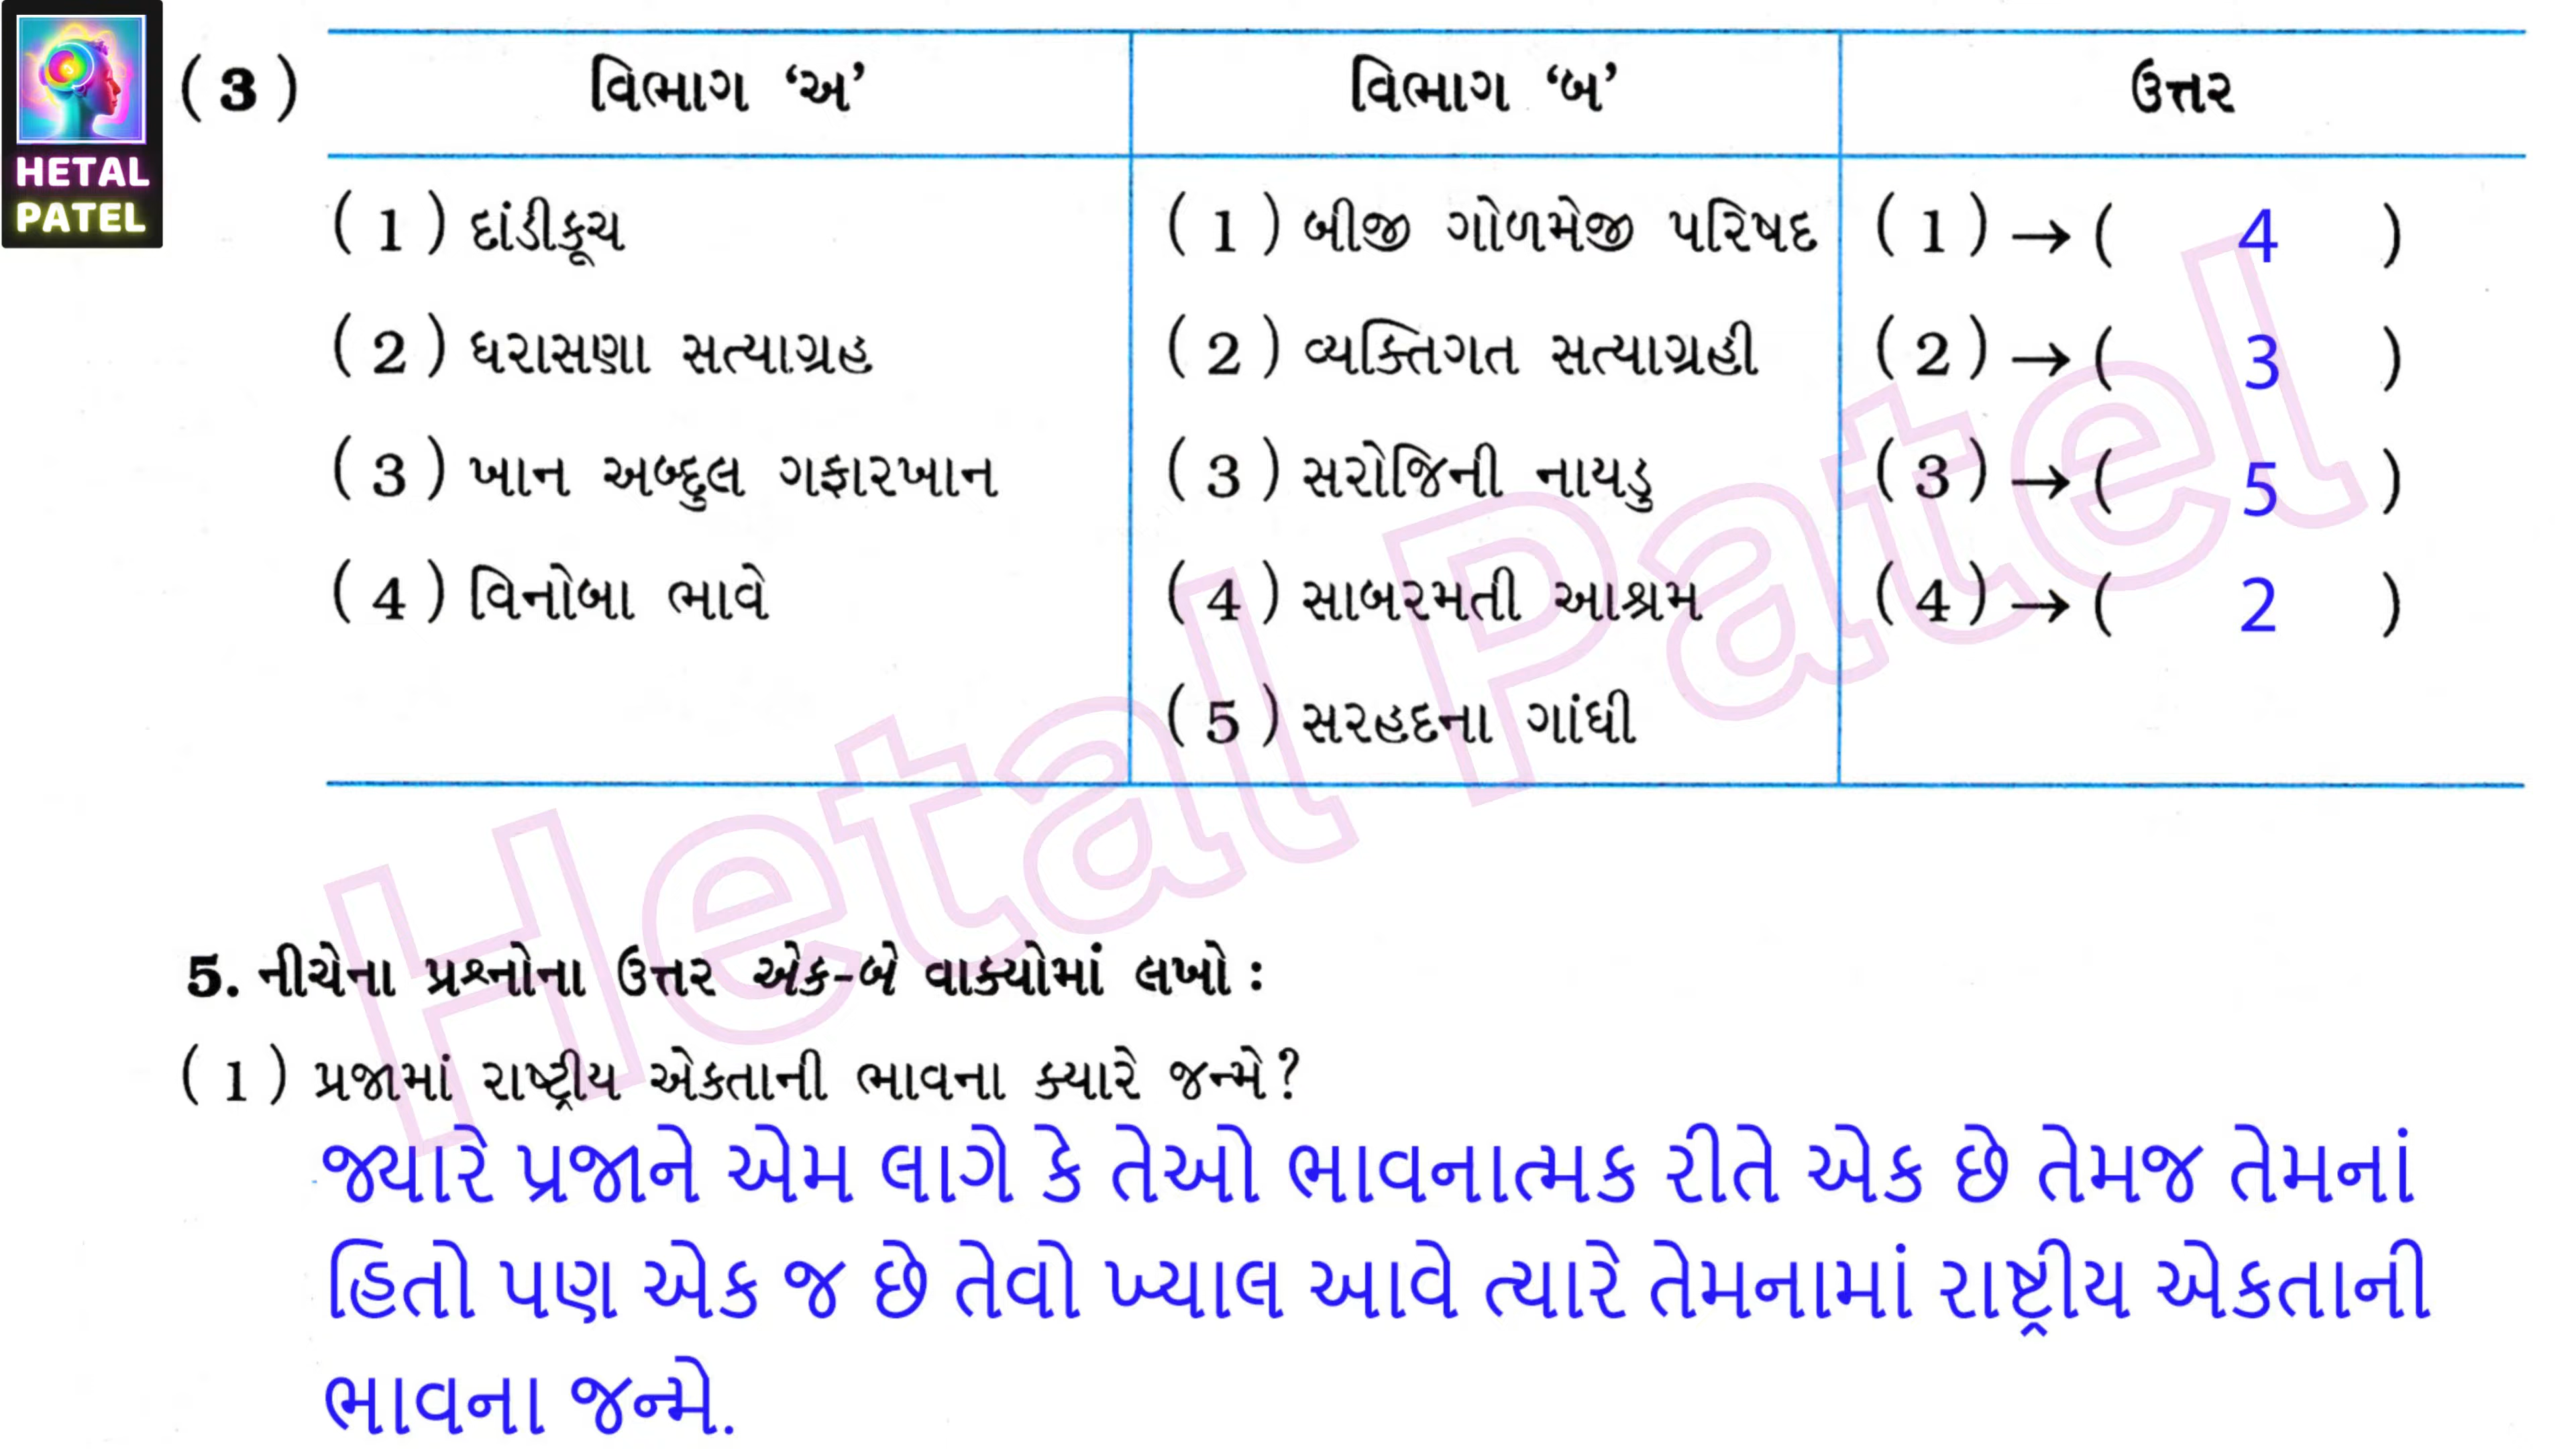 HETAL
PATEL
(3) વિભાગ ‘અ’ વિભાગ ‘બ’ ઉત્તર
(1) દાંડીકૂચ (1) બીજી ગોળમેજી પરિષદ (1) → ( 4 )
(2) ધરાસણા સત્યાગ્રહ (2) વ્યક્તિગત સત્યાગ્રહી (2) → ( 3 )
(3) ખાન અબ્દુલ ગફારખાન (3) સરોજિની નાયડુ (3) → ( 5 )
(4) વિનોબા ભાવે (4) સાબરમતી આશ્રમ (4) → ( 2 )
(5) સરહદના ગાંધી
Hetal Patel
5. નીચેના પ્રશ્નોના ઉત્તર એક-બે વાક્યોમાં લખો :
(1) પ્રજામાં રાષ્ટ્રીય એકતાની ભાવના ક્યારે જન્મે?
જ્યારે પ્રજાને એમ લાગે કે તેઓ ભાવનાત્મક રીતે એક છે તેમજ તેમનાં
હિતો પણ એક જ છે તેવો ખ્યાલ આવે ત્યારે તેમનામાં રાષ્ટ્રીય એકતાની
ભાવના જન્મે.